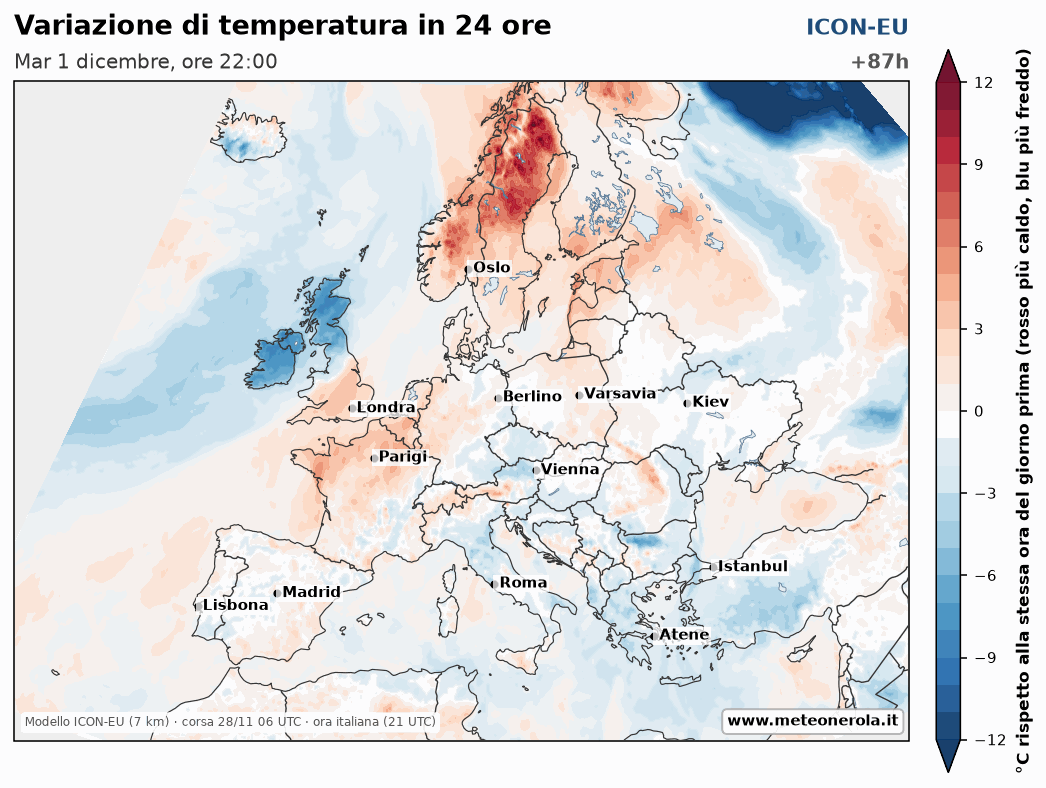 Variazione di temperatura in 24 ore
ICON-EU
Mar 1 dicembre, ore 22:00
+87h
Oslo
Berlino
Varsavia
Kiev
Londra
Parigi
Vienna
Istanbul
Roma
Madrid
Lisbona
Atene
Modello ICON-EU (7 km) · corsa 28/11 06 UTC · ora italiana (21 UTC)
www.meteonerola.it
12
9
6
3
0
−3
−6
−9
−12
°C rispetto alla stessa ora del giorno prima (rosso più caldo, blu più freddo)